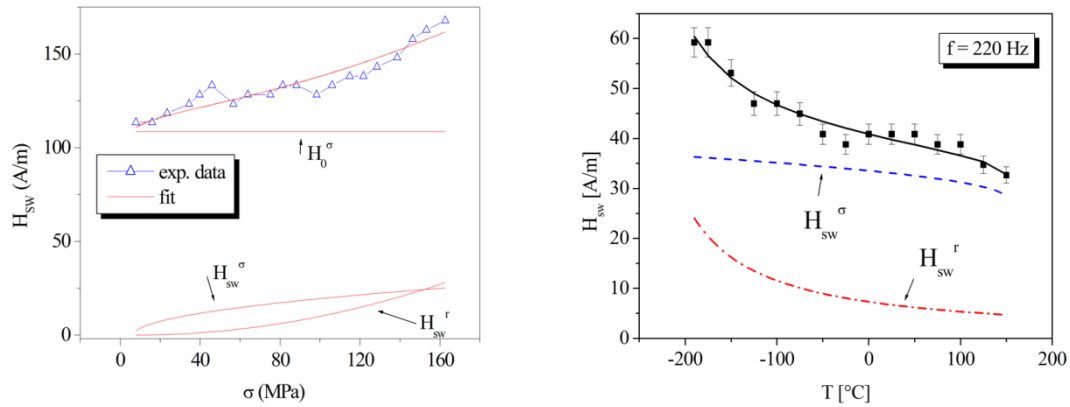 150
100
50
0
H_sw (A/m)
0
40
80
120
160
σ (MPa)
exp. data
fit
H_0^σ
H_sw^σ
H_sw^r
60
50
40
30
20
10
0
H_sw [A/m]
-200
-100
0
100
200
T [°C]
f = 220 Hz
H_sw^σ
H_sw^r